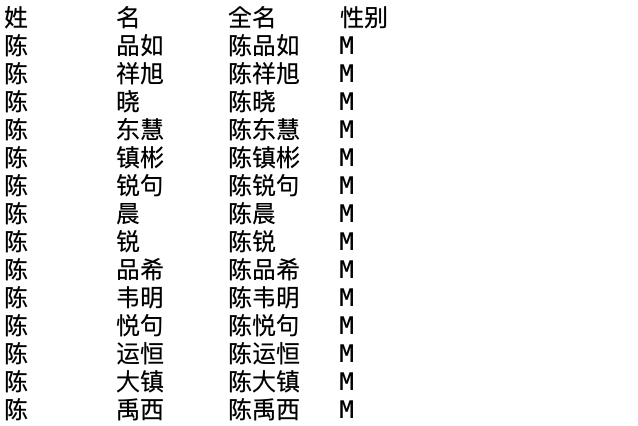 姓 名 全名 性别
陈 品如 陈品如 M
陈 祥旭 陈祥旭 M
陈 晓 陈晓 M
陈 东慧 陈东慧 M
陈 镇彬 陈镇彬 M
陈 锐句 陈锐句 M
陈 晨 陈晨 M
陈 锐 陈锐 M
陈 品希 陈品希 M
陈 韦明 陈韦明 M
陈 悦句 陈悦句 M
陈 运恒 陈运恒 M
陈 大镇 陈大镇 M
陈 禹西 陈禹西 M